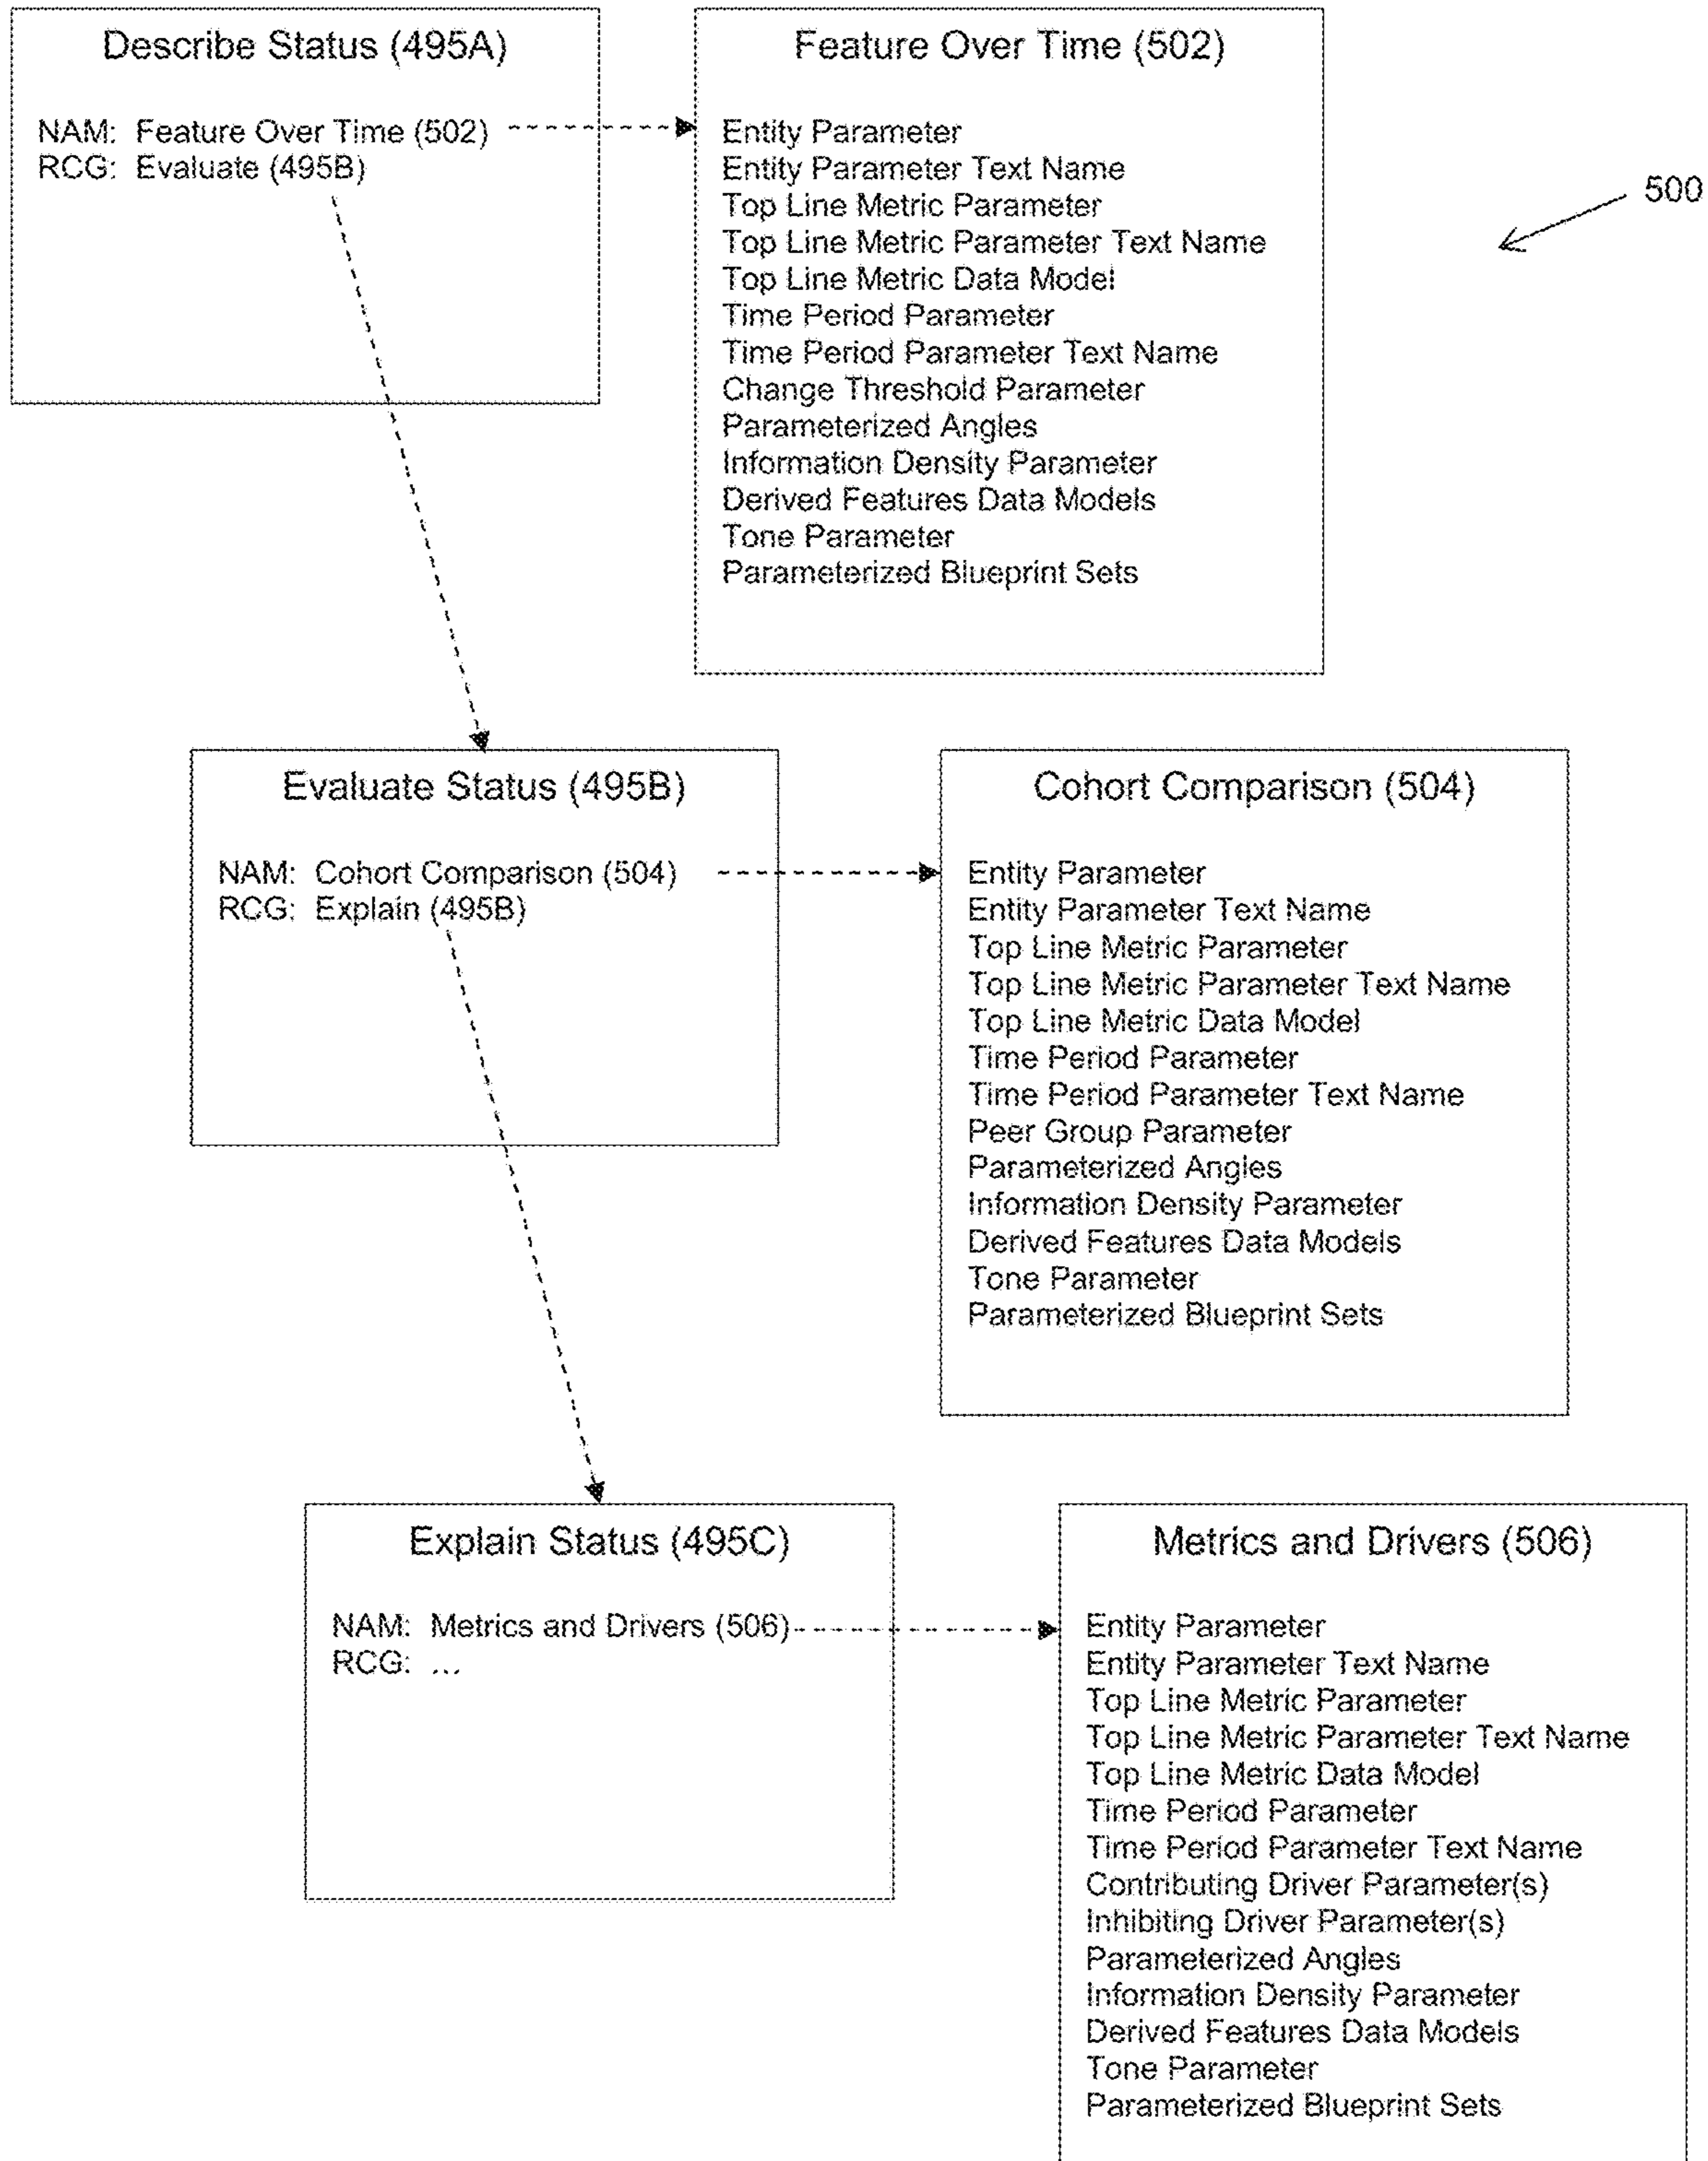 Describe Status (495A)
NAM: Feature Over Time (502)
RCG: Evaluate (495B)
Feature Over Time (502)
Entity Parameter
Entity Parameter Text Name
Top Line Metric Parameter
Top Line Metric Parameter Text Name
Top Line Metric Data Model
Time Period Parameter
Time Period Parameter Text Name
Change Threshold Parameter
Parameterized Angles
Information Density Parameter
Derived Features Data Models
Tone Parameter
Parameterized Blueprint Sets
500
Evaluate Status (495B)
NAM: Cohort Comparison (504)
RCG: Explain (495B)
Cohort Comparison (504)
Entity Parameter
Entity Parameter Text Name
Top Line Metric Parameter
Top Line Metric Parameter Text Name
Top Line Metric Data Model
Time Period Parameter
Time Period Parameter Text Name
Peer Group Parameter
Parameterized Angles
Information Density Parameter
Derived Features Data Models
Tone Parameter
Parameterized Blueprint Sets
Explain Status (495C)
NAM: Metrics and Drivers (506)
RCG: ...
Metrics and Drivers (506)
Entity Parameter
Entity Parameter Text Name
Top Line Metric Parameter
Top Line Metric Parameter Text Name
Top Line Metric Data Model
Time Period Parameter
Time Period Parameter Text Name
Contributing Driver Parameter(s)
Inhibiting Driver Parameter(s)
Parameterized Angles
Information Density Parameter
Derived Features Data Models
Tone Parameter
Parameterized Blueprint Sets